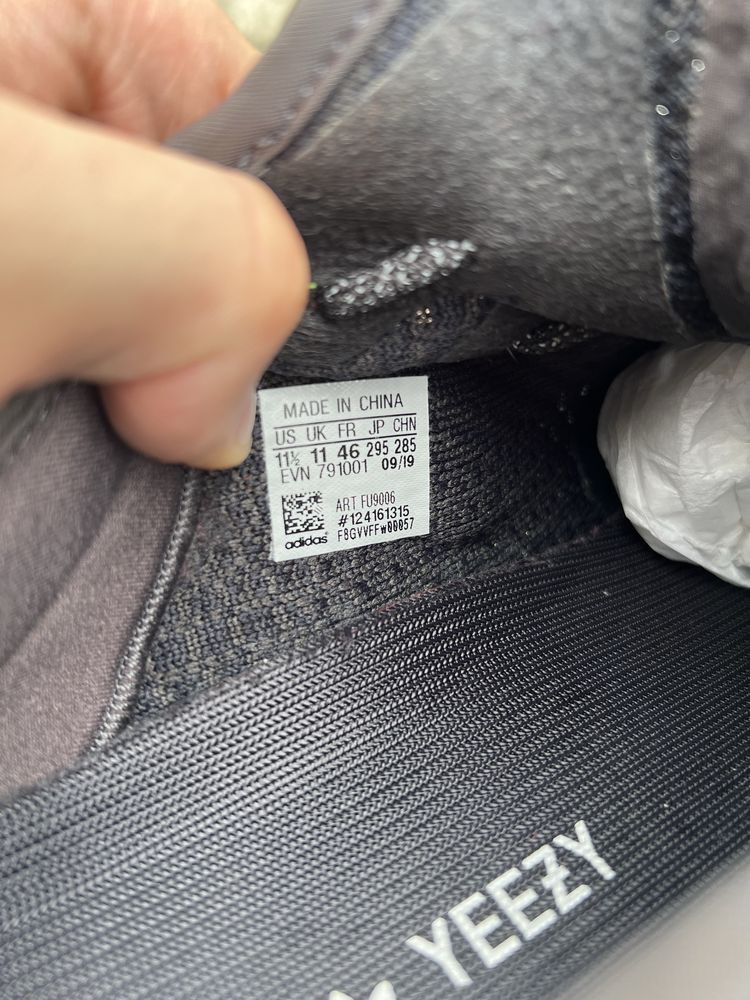 MADE IN CHINA
US UK FR JP CHN
11½ 11 46 295 285
EVN 791001 09/19
ART FU9006
#124161315
adidas F8GVVFFw00057
YEEZY